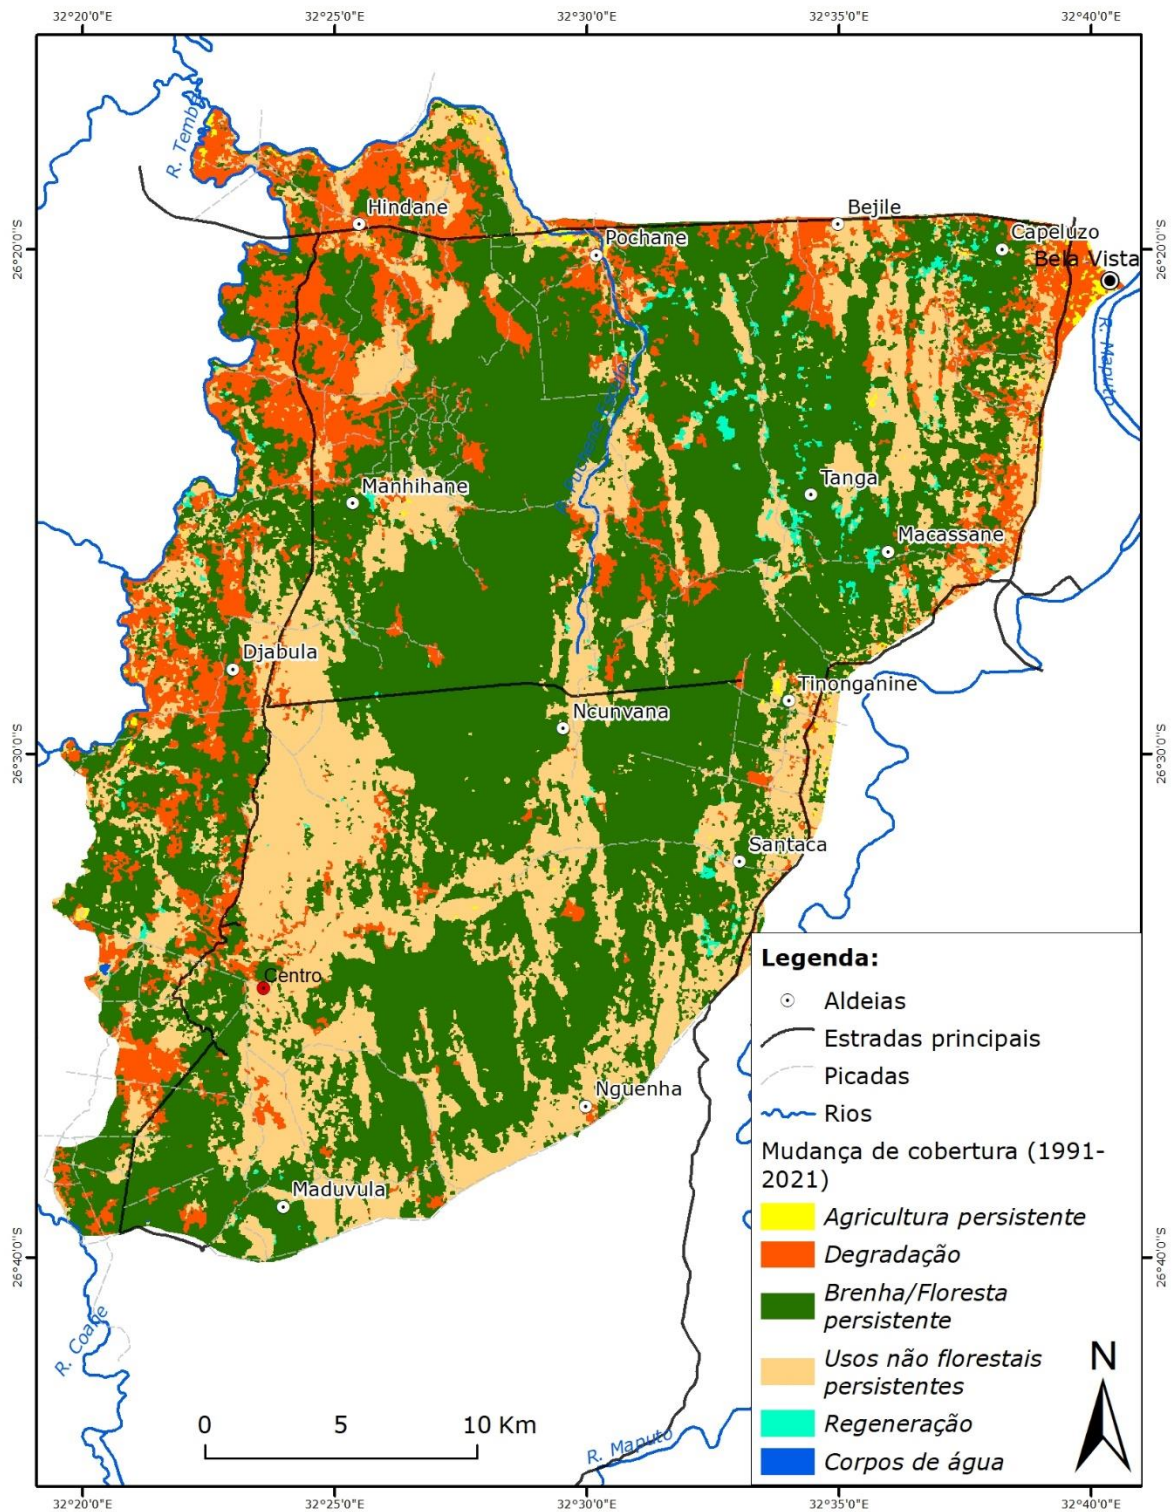 32°20'0"E
32°25'0"E
32°30'0"E
32°35'0"E
32°40'0"E
R. Tembe
Hindane
Bejile
Capeluzo
Pochane
26°20'0"S
26°20'0"S
Bela Vista
R. Maputo
Manhihane
Tanga
Macassane
Djabula
Tinonganine
Ncunvana
26°30'0"S
26°30'0"S
Santaca
Centro
Nguenha
Maduvula
26°40'0"S
26°40'0"S
R. Coape
R. Maputo
0 5 10 Km
Legenda:
Aldeias
Estradas principais
Picadas
Rios
Mudança de cobertura (1991-
2021)
Agricultura persistente
Degradação
Brenha/Floresta
persistente
Usos não florestais
persistentes
Regeneração
Corpos de água
N
32°20'0"E
32°25'0"E
32°30'0"E
32°35'0"E
32°40'0"E